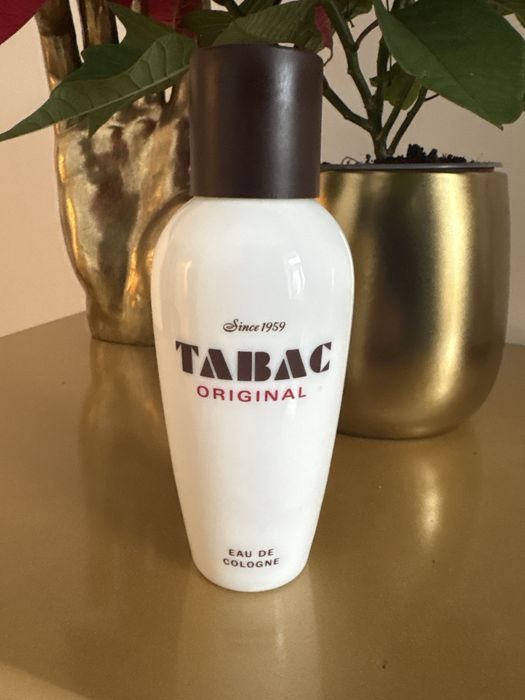 Since 1959
TABAC
ORIGINAL
EAU DE
COLOGNE